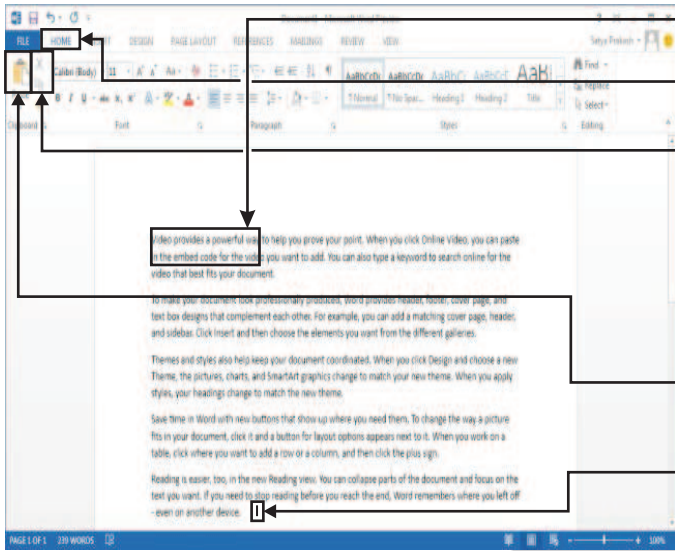 FILE HOME DESIGN PAGE LAYOUT REFERENCES MAILINGS REVIEW VIEW Satya Prakash
Calibri (Body) 11 Aa
AaBbCcDc AaBbCcDc AaBbCc AaBbCcC AaBl
Find
Replace
B I U abc
¶ Normal ¶ No Spac... Heading 1 Heading 2 Title
Select
Clipboard Font Paragraph Styles Editing
Video provides a powerful way to help you prove your point. When you click Online Video, you can paste
in the embed code for the video you want to add. You can also type a keyword to search online for the
video that best fits your document.
To make your document look professionally produced, Word provides header, footer, cover page, and
text box designs that complement each other. For example, you can add a matching cover page, header,
and sidebar. Click Insert and then choose the elements you want from the different galleries.
Themes and styles also help keep your document coordinated. When you click Design and choose a new
Theme, the pictures, charts, and SmartArt graphics change to match your new theme. When you apply
styles, your headings change to match the new theme.
Save time in Word with new buttons that show up where you need them. To change the way a picture
fits in your document, click it and a button for layout options appears next to it. When you work on a
table, click where you want to add a row or a column, and then click the plus sign.
Reading is easier, too, in the new Reading view. You can collapse parts of the document and focus on the
text you want. If you need to stop reading before you reach the end, Word remembers where you left off
- even on another device.
PAGE 1 OF 1 239 WORDS 100%